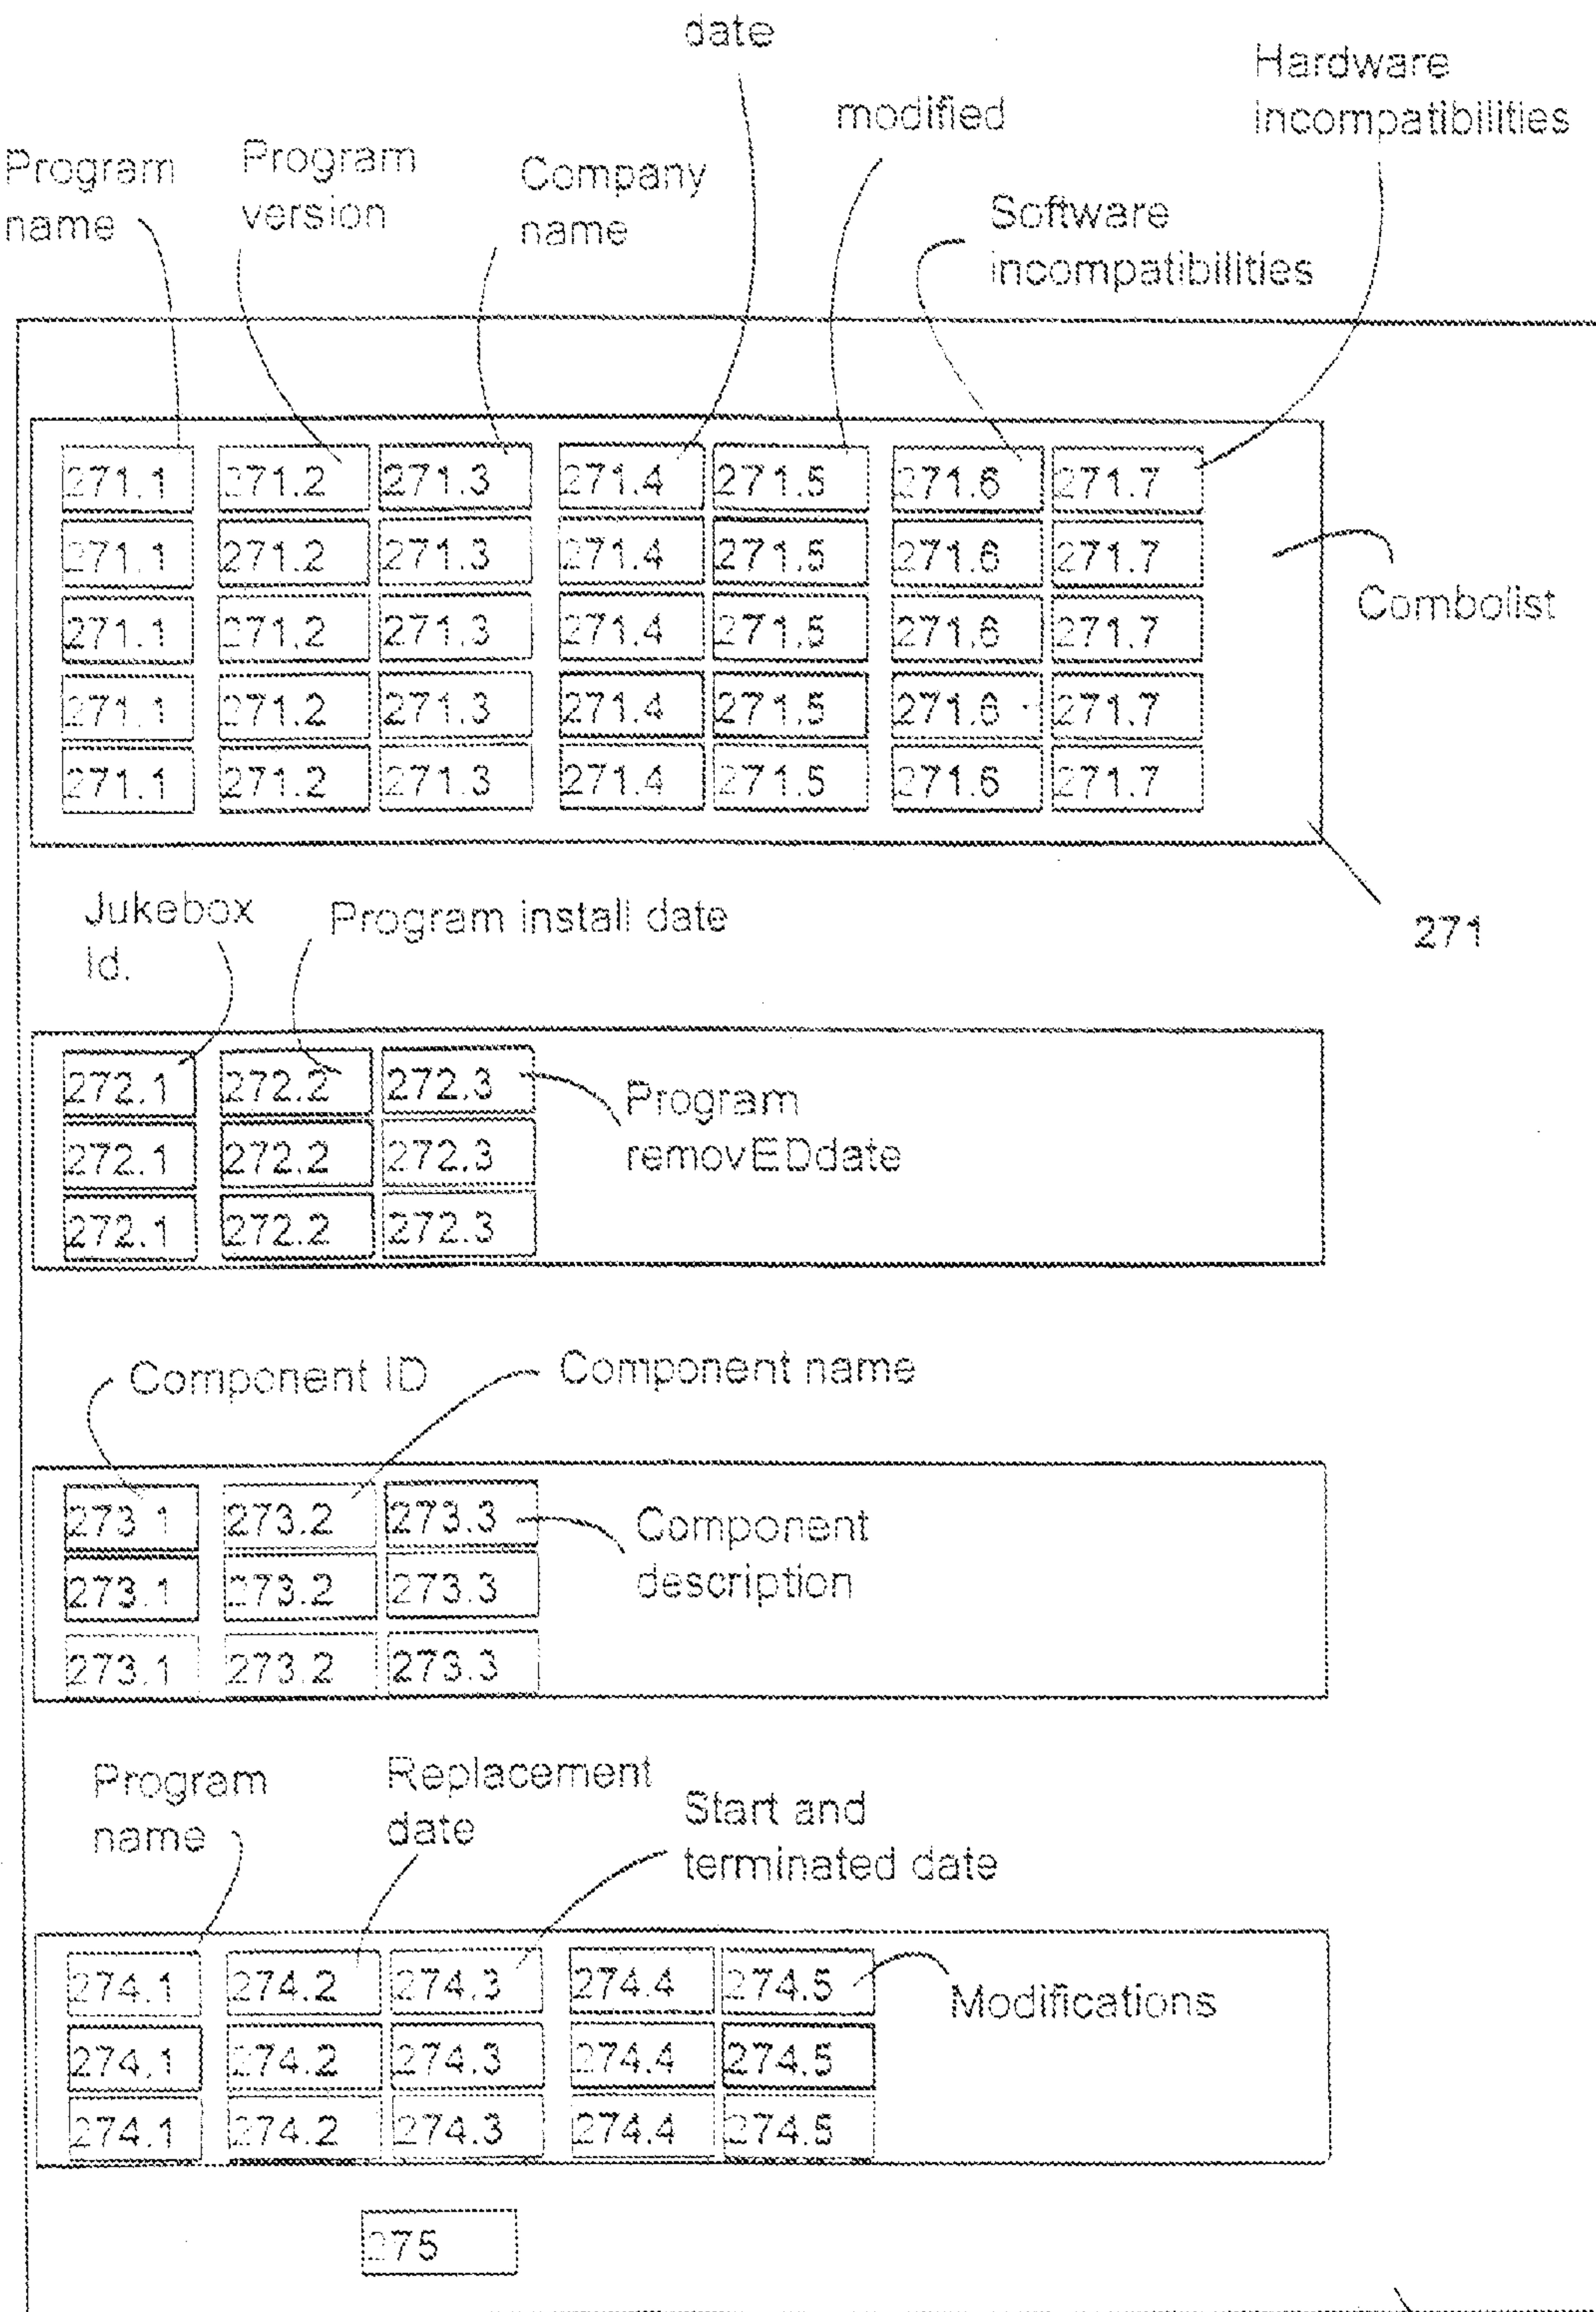 date
Hardware
incompatibilities
modified
Program
name
Program
version
Company
name
Software
incompatibilities
271.1 271.2 271.3 271.4 271.5 271.6 271.7
271.1 271.2 271.3 271.4 271.5 271.6 271.7
271.1 271.2 271.3 271.4 271.5 271.6 271.7
271.1 271.2 271.3 271.4 271.5 271.6 271.7
271.1 271.2 271.3 271.4 271.5 271.6 271.7
Combolist
271
Jukebox
Id.
Program install date
272.1 272.2 272.3
272.1 272.2 272.3
272.1 272.2 272.3
Program
removEDdate
Component ID
Component name
273.1 273.2 273.3
273.1 273.2 273.3
273.1 273.2 273.3
Component
description
Program
name
Replacement
date
Start and
terminated date
274.1 274.2 274.3 274.4 274.5
274.1 274.2 274.3 274.4 274.5
274.1 274.2 274.3 274.4 274.5
Modifications
275